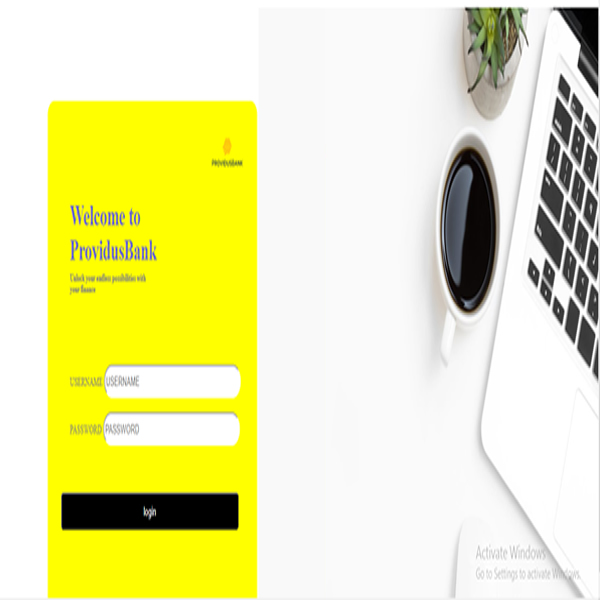 PROVIDUSBANK
Welcome to
ProvidusBank
Unlock your endless possibilities with
your finance
USERNAME USERNAME
PASSWORD PASSWORD
login
Activate Windows
Go to Settings to activate Windows.